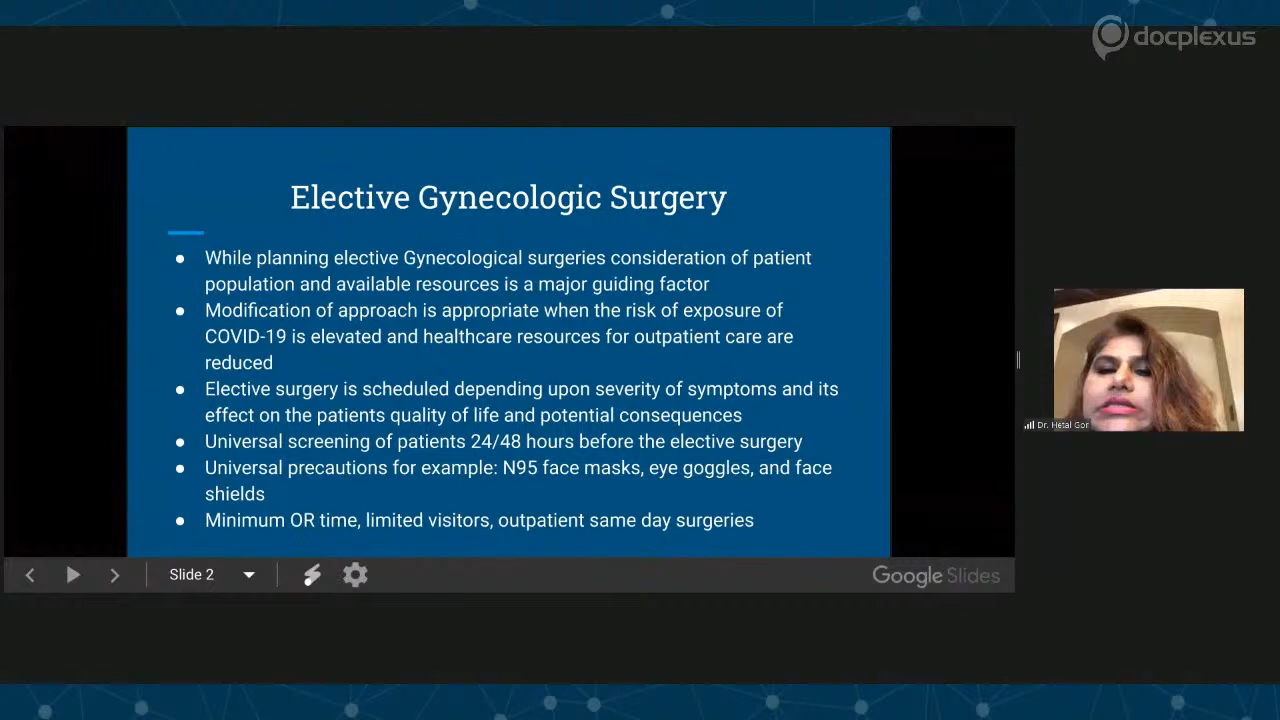 docplexus
Elective Gynecologic Surgery
While planning elective Gynecological surgeries consideration of patient
population and available resources is a major guiding factor
Modification of approach is appropriate when the risk of exposure of
COVID-19 is elevated and healthcare resources for outpatient care are
reduced
Elective surgery is scheduled depending upon severity of symptoms and its
effect on the patients quality of life and potential consequences
Universal screening of patients 24/48 hours before the elective surgery
Universal precautions for example: N95 face masks, eye goggles, and face
shields
Minimum OR time, limited visitors, outpatient same day surgeries
Dr. Hetal Gor
Slide 2
Google Slides